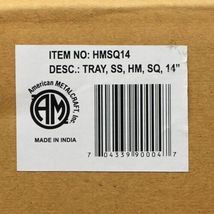 ITEM NO: HMSQ14
DESC.: TRAY, SS, HM, SQ, 14"
American METALCRAFT, Inc.
AM
MADE IN INDIA
7 04339 90004 7